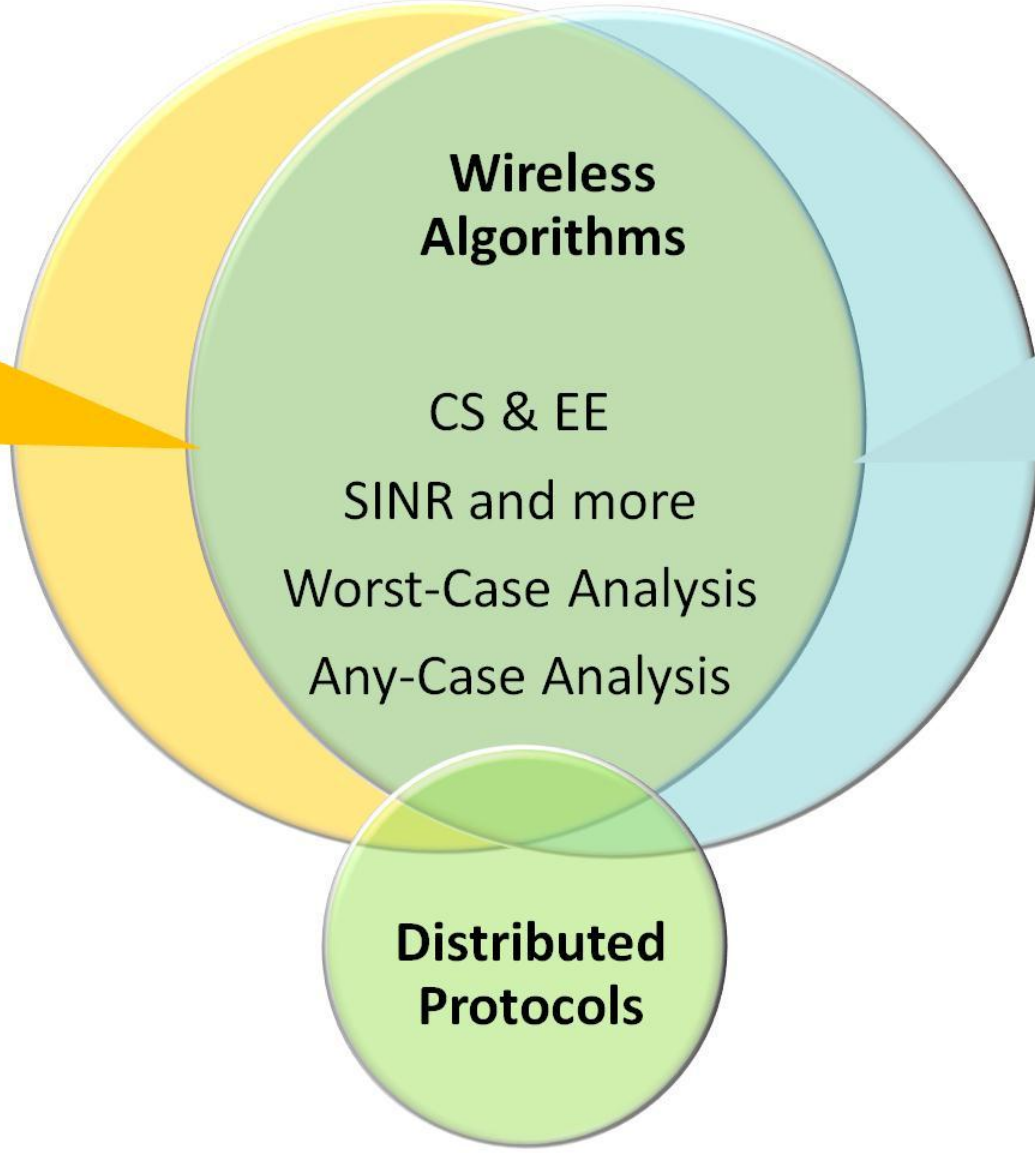 Wireless
Algorithms
CS & EE
SINR and more
Worst-Case Analysis
Any-Case Analysis
Distributed
Protocols